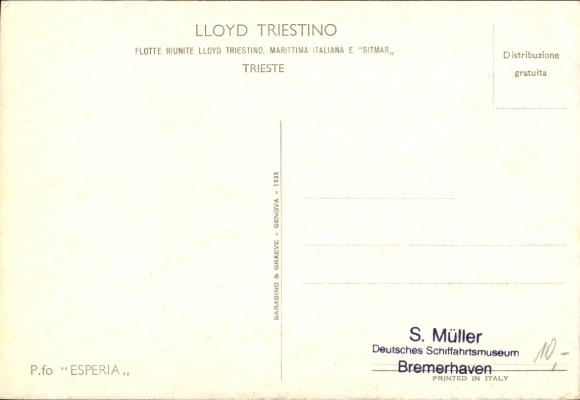 LLOYD TRIESTINO
FLOTTE RIUNITE LLOYD TRIESTINO, MARITTIMA ITALIANA E "SITMAR„
TRIESTE
Distribuzione
gratuita
BARABINO & GRAEVE - GENOVA - 1935
S. Müller
Deutsches Schiffahrtsmuseum
Bremerhaven
10,-
P.fo "ESPERIA„
PRINTED IN ITALY